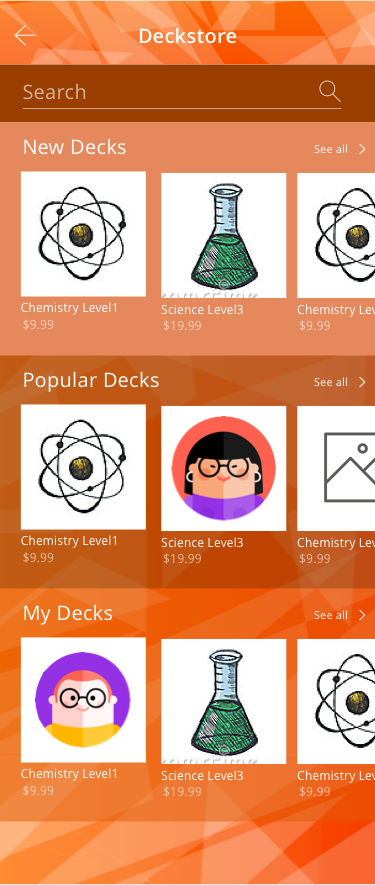 Deckstore
Search
New Decks
See all
Chemistry Level1
Science Level3
Chemistry Lev
$9.99
$19.99
$9.99
Popular Decks
See all
Chemistry Level1
Science Level3
Chemistry Lev
$9.99
$19.99
$9.99
My Decks
See all
Chemistry Level1
Science Level3
Chemistry Lev
$9.99
$19.99
$9.99